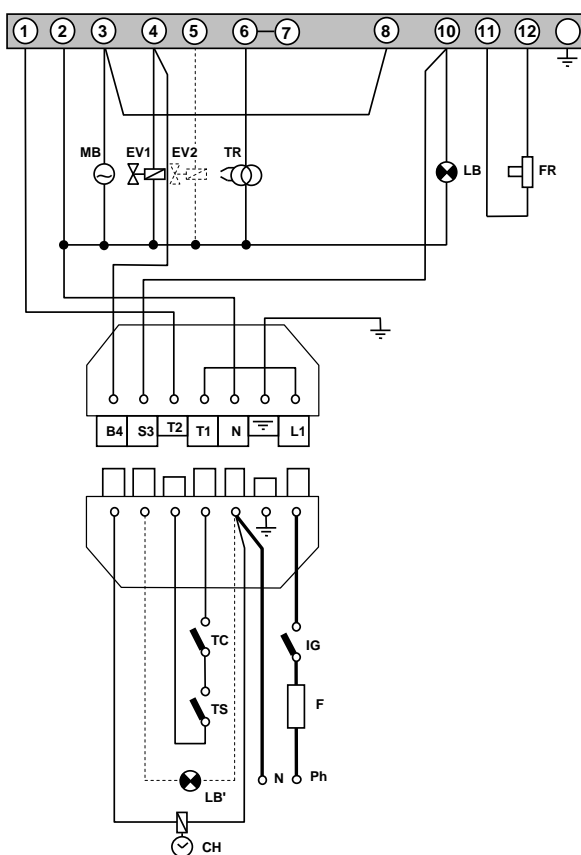 1 2 3 4 5 6 7 8 10 11 12
MB EV1 EV2 TR LB FR
B4 S3 T2 T1 N L1
TC IG
TS F
LB' N Ph
CH